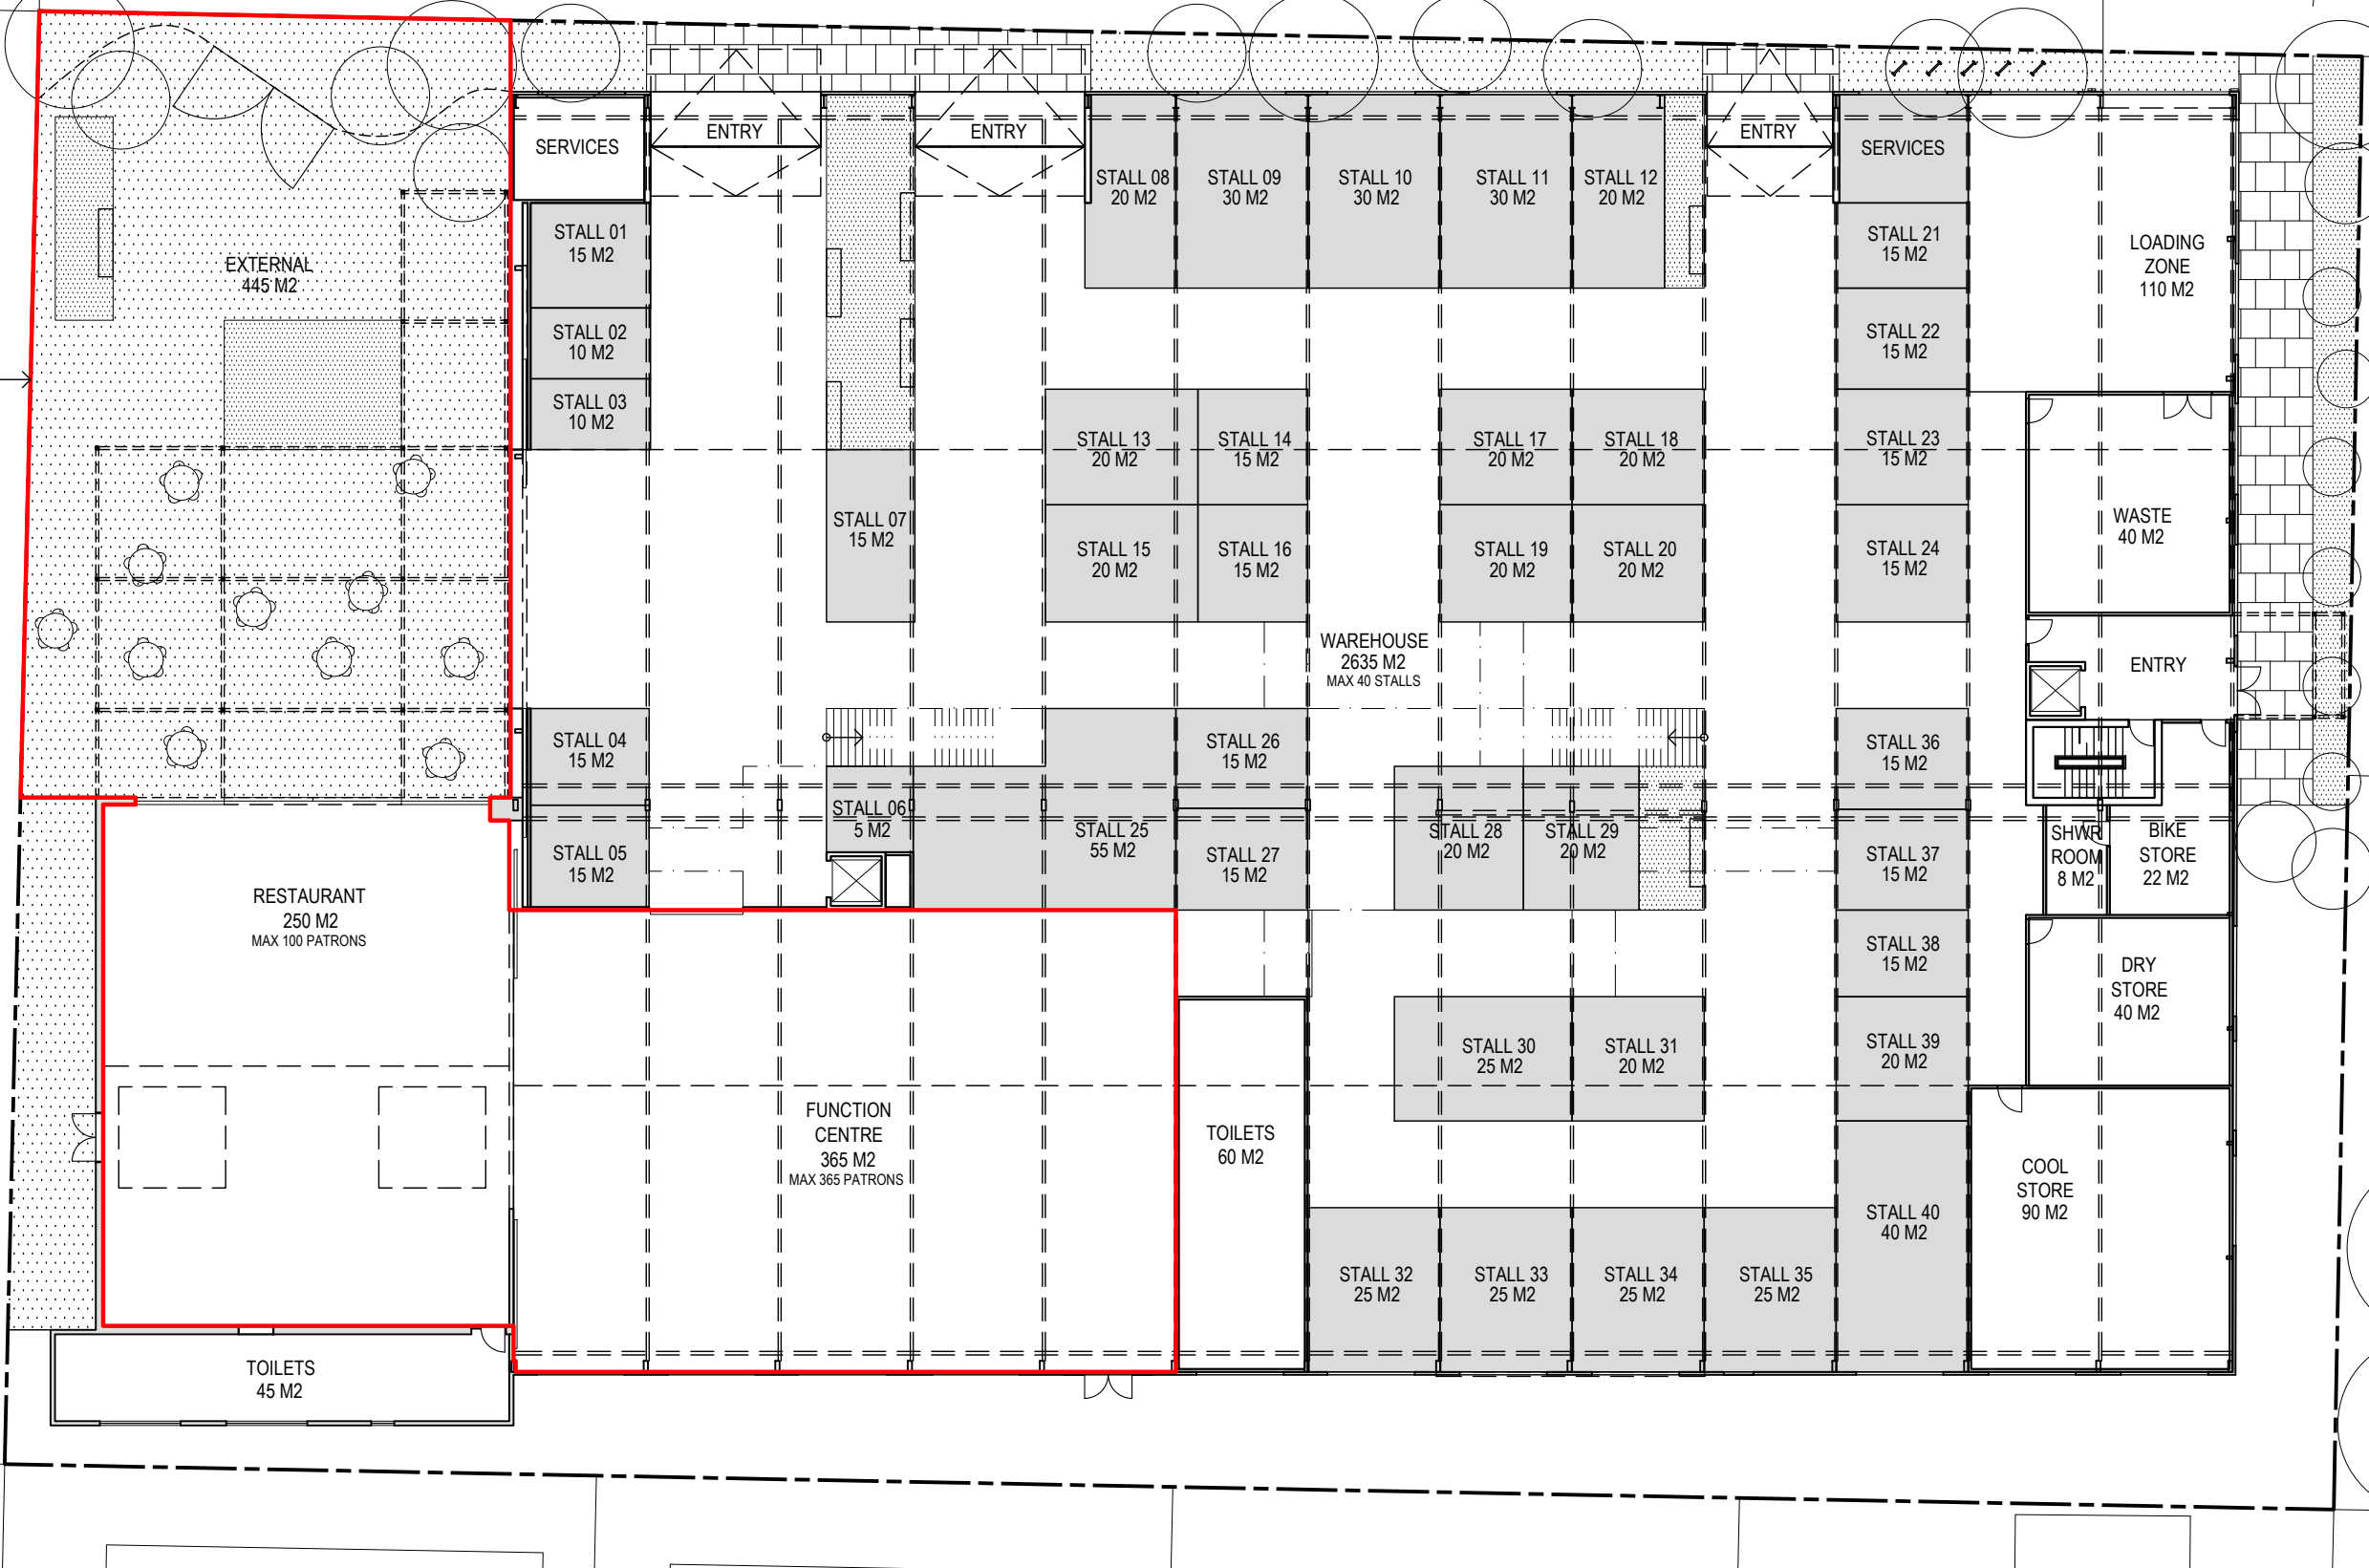 SERVICES
ENTRY
ENTRY
ENTRY
SERVICES
STALL 08
20 M2
STALL 09
30 M2
STALL 10
30 M2
STALL 11
30 M2
STALL 12
20 M2
EXTERNAL
445 M2
STALL 01
15 M2
STALL 02
10 M2
STALL 03
10 M2
STALL 21
15 M2
STALL 22
15 M2
LOADING
ZONE
110 M2
STALL 13
20 M2
STALL 14
15 M2
STALL 17
20 M2
STALL 18
20 M2
STALL 23
15 M2
STALL 07
15 M2
STALL 15
20 M2
STALL 16
15 M2
STALL 19
20 M2
STALL 20
20 M2
STALL 24
15 M2
WASTE
40 M2
WAREHOUSE
2635 M2
MAX 40 STALLS
ENTRY
STALL 04
15 M2
STALL 26
15 M2
STALL 36
15 M2
STALL 05
15 M2
STALL 06
5 M2
STALL 25
55 M2
STALL 27
15 M2
STALL 28
20 M2
STALL 29
20 M2
STALL 37
15 M2
SHWR
ROOM
8 M2
BIKE
STORE
22 M2
RESTAURANT
250 M2
MAX 100 PATRONS
STALL 38
15 M2
DRY
STORE
40 M2
STALL 30
25 M2
STALL 31
20 M2
STALL 39
20 M2
FUNCTION
CENTRE
365 M2
MAX 365 PATRONS
TOILETS
60 M2
COOL
STORE
90 M2
STALL 40
40 M2
STALL 32
25 M2
STALL 33
25 M2
STALL 34
25 M2
STALL 35
25 M2
TOILETS
45 M2